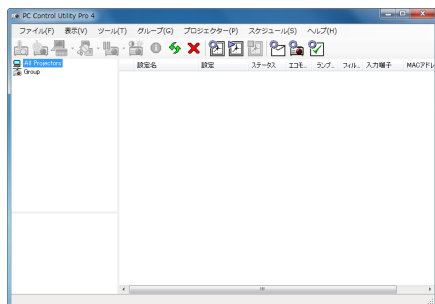 PC Control Utility Pro 4
ファイル(F) 表示(V) ツール(T) グループ(G) プロジェクター(P) スケジュール(S) ヘルプ(H)
All Projectors
Group
設定名 設定 ステータス エコモ... ランプ... フィル... 入力端子 MACアドレ